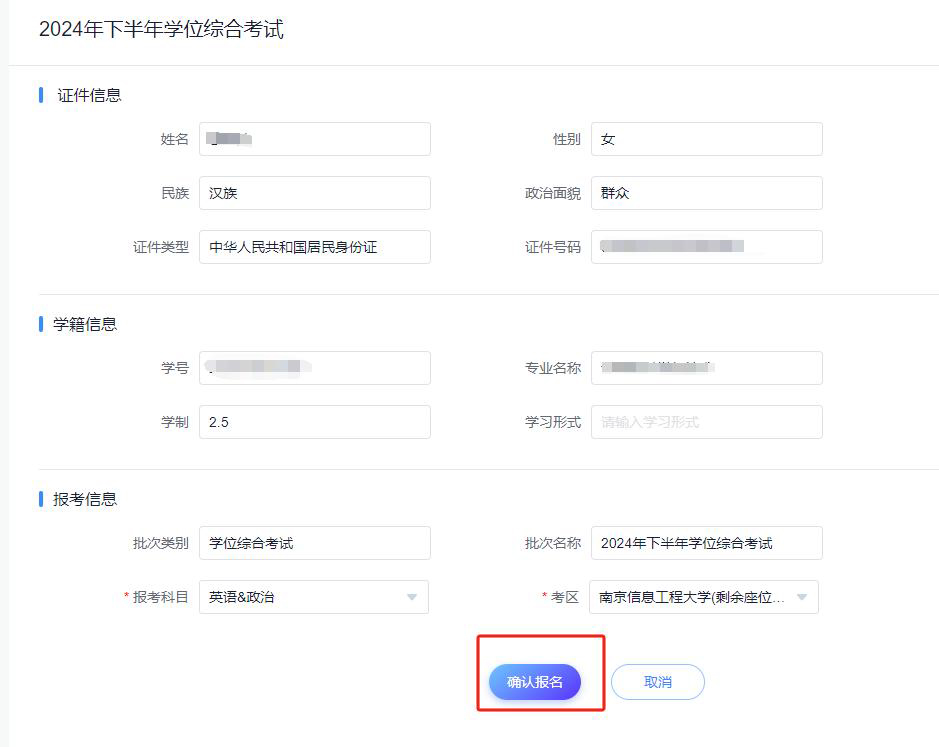 2024年下半年学位综合考试
证件信息
姓名 性别 女
民族 汉族 政治面貌 群众
证件类型 中华人民共和国居民身份证 证件号码
学籍信息
学号 专业名称
学制 2.5 学习形式 请输入学习形式
报考信息
批次类别 学位综合考试 批次名称 2024年下半年学位综合考试
* 报考科目 英语&政治 * 考区 南京信息工程大学(剩余座位...
确认报名 取消